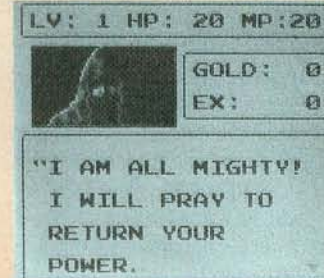 LV: 1 HP: 20 MP:20
GOLD: 0
EX: 0
"I AM ALL MIGHTY!
I WILL PRAY TO
RETURN YOUR
POWER.